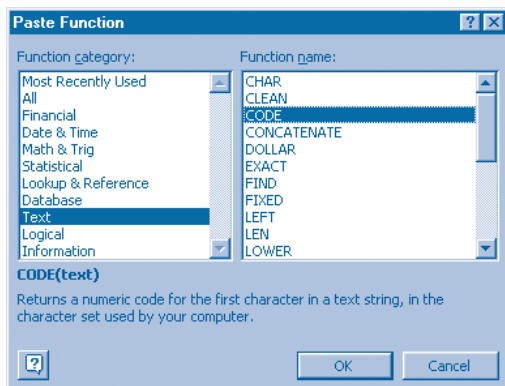 Paste Function
Function category:
Function name:
Most Recently Used
All
Financial
Date & Time
Math & Trig
Statistical
Lookup & Reference
Database
Text
Logical
Information
CHAR
CLEAN
CODE
CONCATENATE
DOLLAR
EXACT
FIND
FIXED
LEFT
LEN
LOWER
CODE(text)
Returns a numeric code for the first character in a text string, in the
character set used by your computer.
OK
Cancel